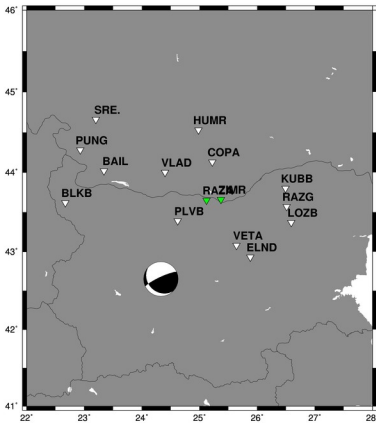 46˚
SRE.
HUMR
45˚
PUNG
COPA
BAIL
VLAD
44˚
KUBB
BLKB
RAZG
PLVB
LOZB
VETA
ELND
43˚
42˚
41˚
22˚ 23˚ 24˚ 25˚ 26˚ 27˚ 28˚